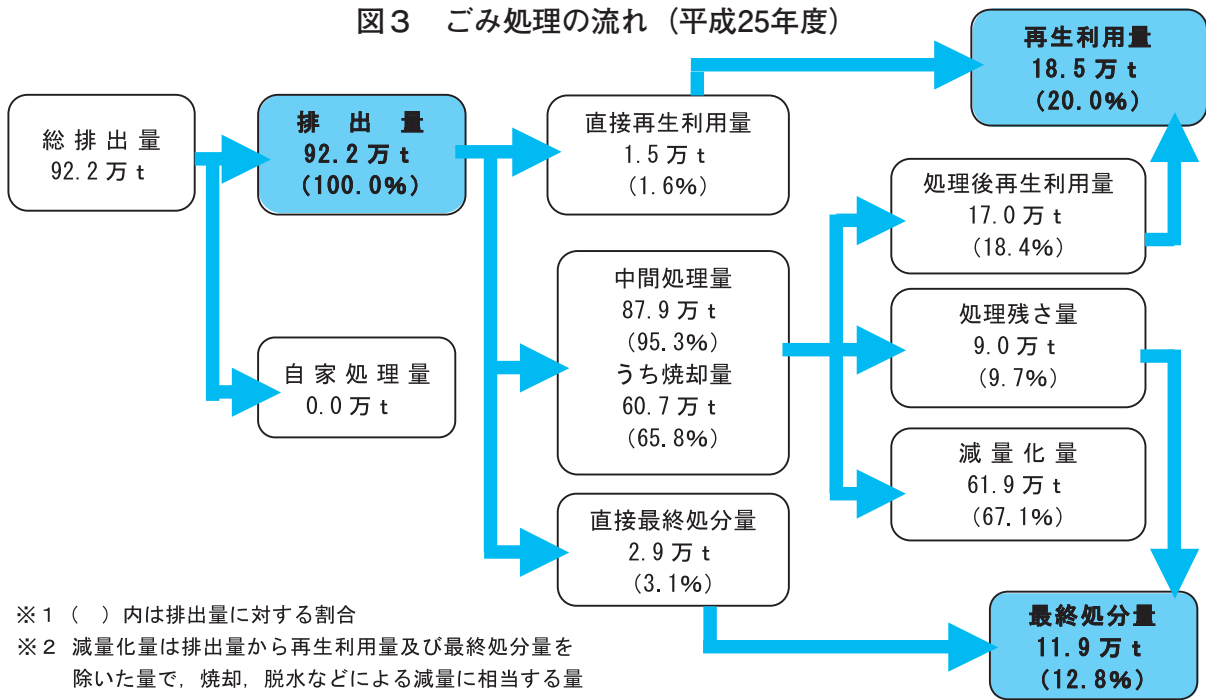 図３　ごみ処理の流れ（平成25年度）
総排出量
92.2万ｔ
排出量
92.2万ｔ
(100.0%)
自家処理量
0.0万ｔ
直接再生利用量
1.5万ｔ
(1.6%)
中間処理量
87.9万ｔ
(95.3%)
うち焼却量
60.7万ｔ
(65.8%)
直接最終処分量
2.9万ｔ
(3.1%)
再生利用量
18.5万ｔ
(20.0%)
処理後再生利用量
17.0万ｔ
(18.4%)
処理残さ量
9.0万ｔ
(9.7%)
減量化量
61.9万ｔ
(67.1%)
最終処分量
11.9万ｔ
(12.8%)
※１（　）内は排出量に対する割合
※２ 減量化量は排出量から再生利用量及び最終処分量を
除いた量で，焼却，脱水などによる減量に相当する量